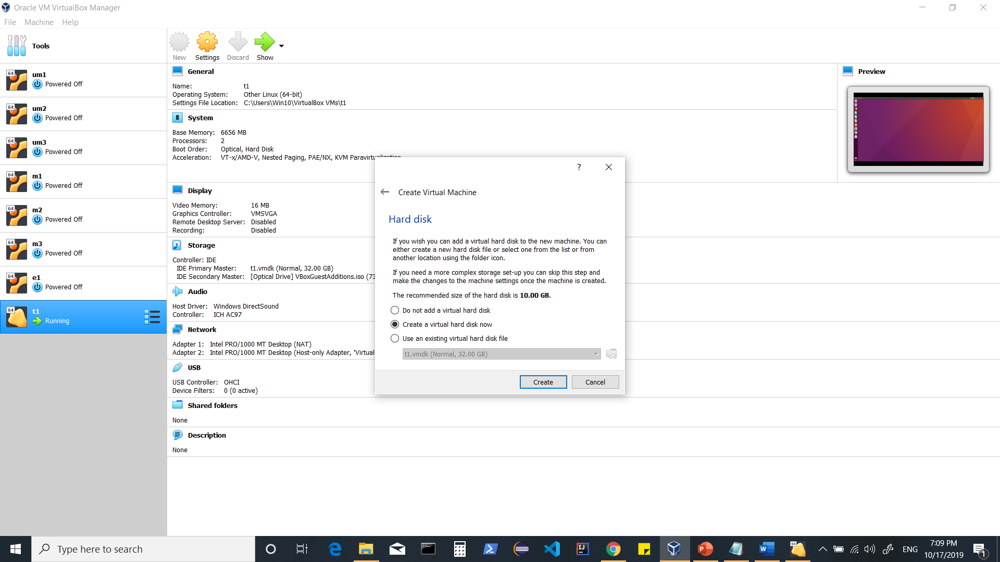 Oracle VM VirtualBox Manager
File Machine Help
Tools
New Settings Discard Show
64 um1
Powered Off
64 um2
Powered Off
64 um3
Powered Off
64 m1
Powered Off
64 m2
Powered Off
64 m3
Powered Off
64 e1
Powered Off
64 t1
Running
General
Name: t1
Operating System: Other Linux (64-bit)
Settings File Location: C:\Users\Win10\VirtualBox VMs\t1
System
Base Memory: 6656 MB
Processors: 2
Boot Order: Optical, Hard Disk
Acceleration: VT-x/AMD-V, Nested Paging, PAE/NX, KVM Paravirtualization
Display
Video Memory: 16 MB
Graphics Controller: VMSVGA
Remote Desktop Server: Disabled
Recording: Disabled
Storage
Controller: IDE
IDE Primary Master: t1.vmdk (Normal, 32.00 GB)
IDE Secondary Master: [Optical Drive] VBoxGuestAdditions.iso (73
Audio
Host Driver: Windows DirectSound
Controller: ICH AC97
Network
Adapter 1: Intel PRO/1000 MT Desktop (NAT)
Adapter 2: Intel PRO/1000 MT Desktop (Host-only Adapter, 'Virtual
USB
USB Controller: OHCI
Device Filters: 0 (0 active)
Shared folders
None
Description
None
Preview
?
Create Virtual Machine
Hard disk
If you wish you can add a virtual hard disk to the new machine. You can
either create a new hard disk file or select one from the list or from
another location using the folder icon.
If you need a more complex storage set-up you can skip this step and
make the changes to the machine settings once the machine is created.
The recommended size of the hard disk is 10.00 GB.
Do not add a virtual hard disk
Create a virtual hard disk now
Use an existing virtual hard disk file
t1.vmdk (Normal, 32.00 GB)
Create Cancel
Type here to search
IJ
P
W
64
ENG
7:09 PM
10/17/2019
1